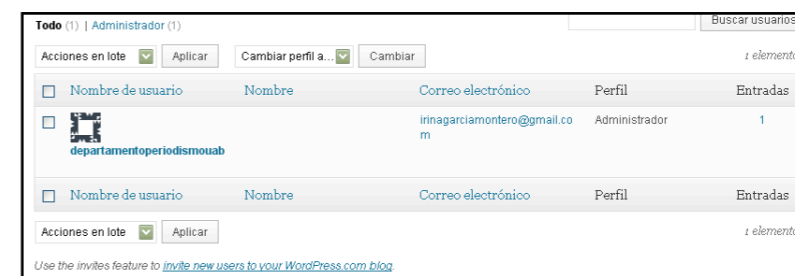 Todo (1) | Administrador (1) Buscar usuarios
Acciones en lote Aplicar Cambiar perfil a... Cambiar 1 elemento
Nombre de usuario Nombre Correo electrónico Perfil Entradas
irinagarciamontero@gmail.co Administrador 1
m
departamentoperiodismouab
Nombre de usuario Nombre Correo electrónico Perfil Entradas
Acciones en lote Aplicar 1 elemento
Use the invites feature to invite new users to your WordPress.com blog.